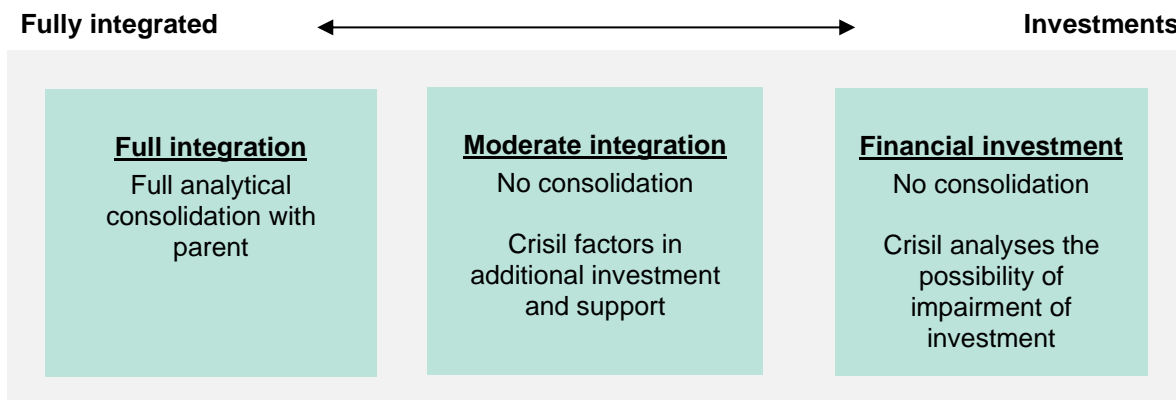 Fully integrated
Investments
Full integration
Full analytical
consolidation with
parent
Moderate integration
No consolidation
Crisil factors in
additional investment
and support
Financial investment
No consolidation
Crisil analyses the
possibility of
impairment of
investment